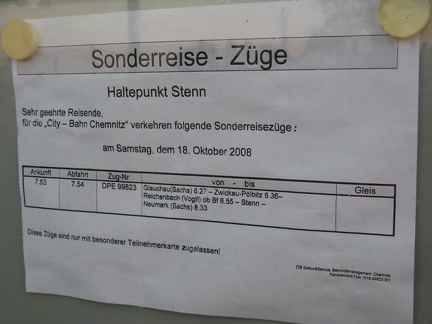 Sonderreise - Züge
Haltepunkt Stenn
Sehr geehrte Reisende,
für die „City – Bahn Chemnitz" verkehren folgende Sonderreisezüge :
am Samstag, dem 18. Oktober 2008
Ankunft Abfahrt Zug-Nr von - bis Gleis
7.53 7.54 DPE 99823 Glauchau(Sachs) 6.27 – Zwickau-Pölbitz 6.36–
Reichenbach (Vogtl) ob Bf 6.55 – Stenn –
Neumark (Sachs) 8.33
Diese Züge sind nur mit besonderer Teilnehmerkarte zugelassen!
DB Station&Service, Bahnhofsmanagement Chemnitz